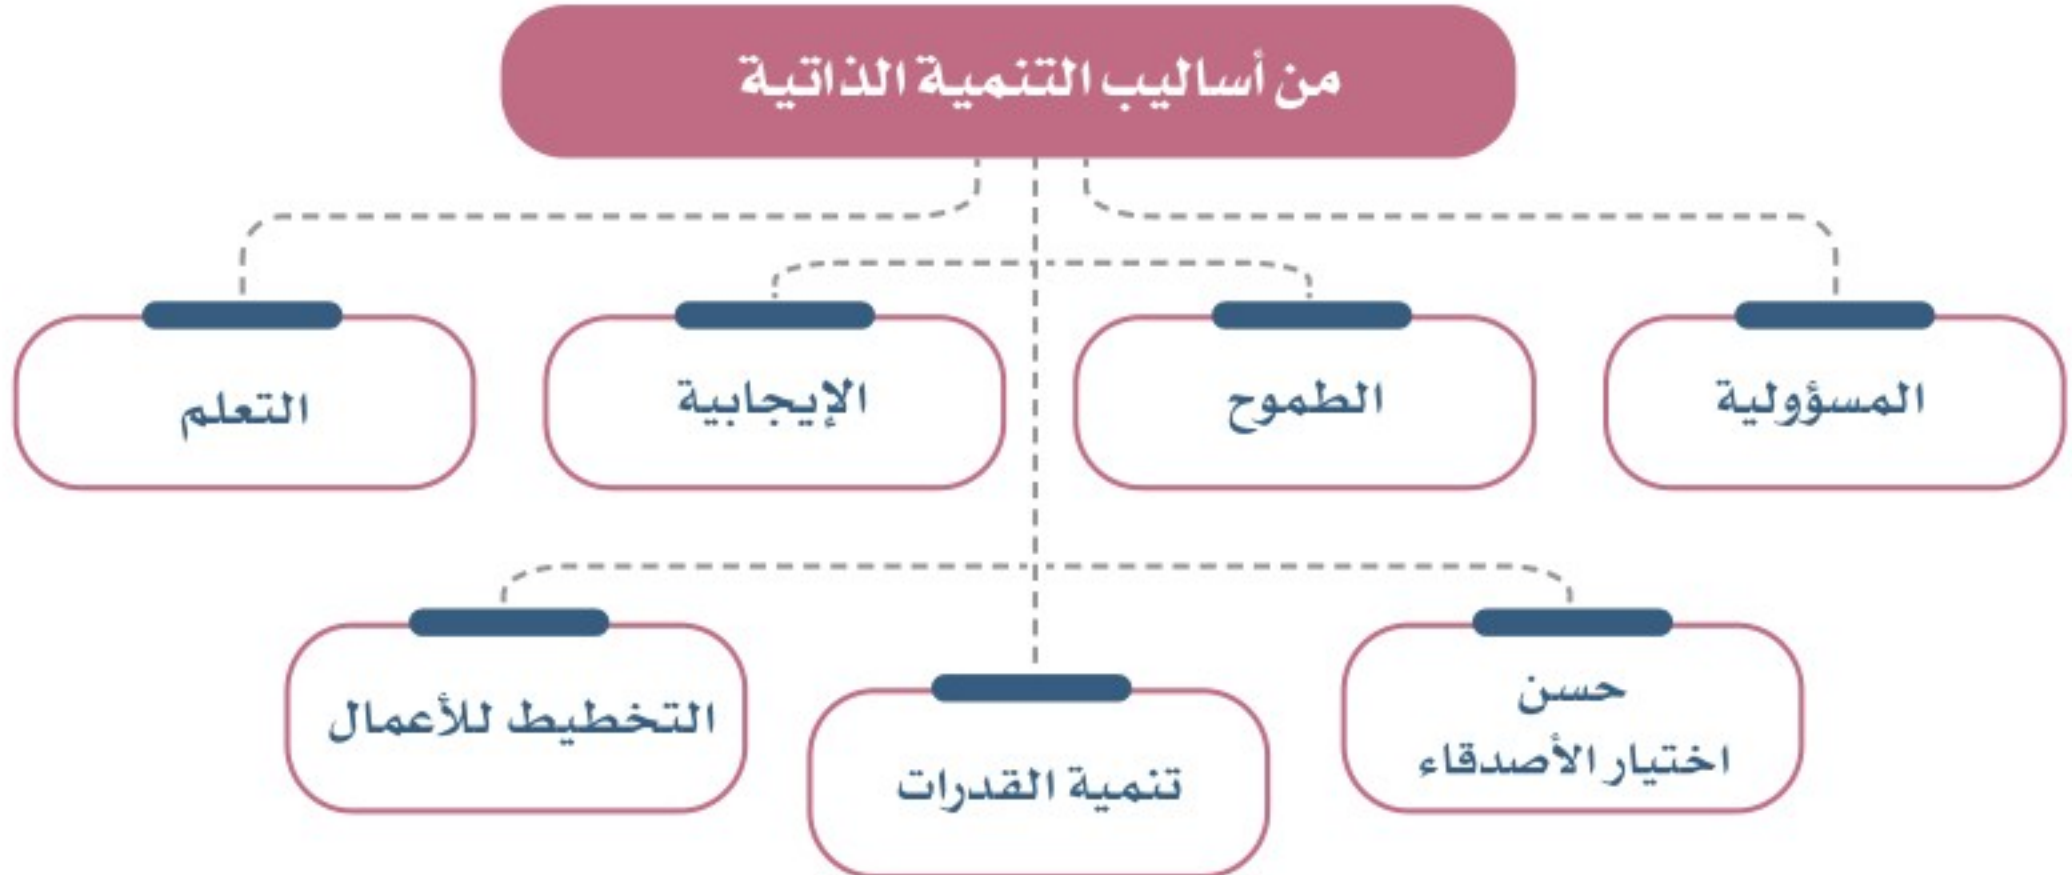 من أساليب التنمية الذاتية
المسؤولية
الطموح
الإيجابية
التعلم
حسن
اختيار الأصدقاء
تنمية القدرات
التخطيط للأعمال